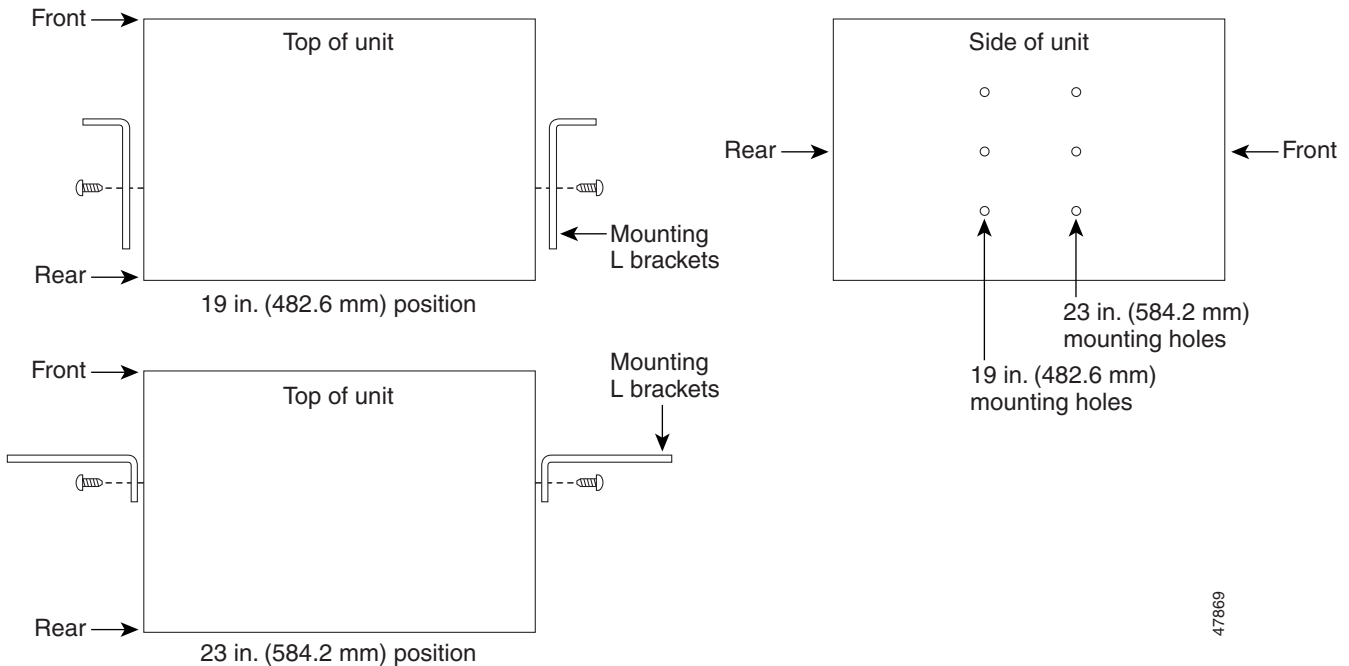 Front
Top of unit
Mounting
L brackets
Rear
19 in. (482.6 mm) position
Side of unit
Rear
Front
23 in. (584.2 mm)
mounting holes
19 in. (482.6 mm)
mounting holes
Front
Top of unit
Mounting
L brackets
Rear
23 in. (584.2 mm) position
47869